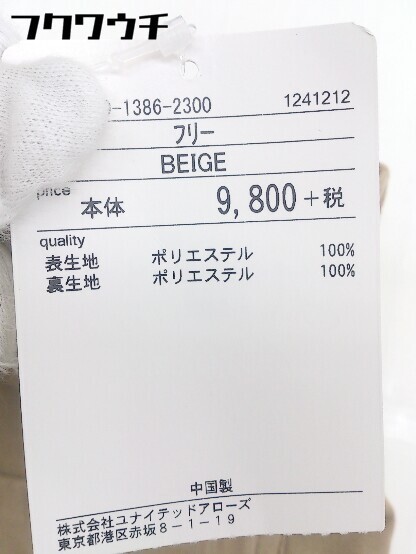 フクワウチ
-1386-2300 1241212
フリー
BEIGE
price
本体 9,800+税
quality
表生地 ポリエステル 100%
裏生地 ポリエステル 100%
中国製
株式会社ユナイテッドアローズ
東京都港区赤坂8-1-19